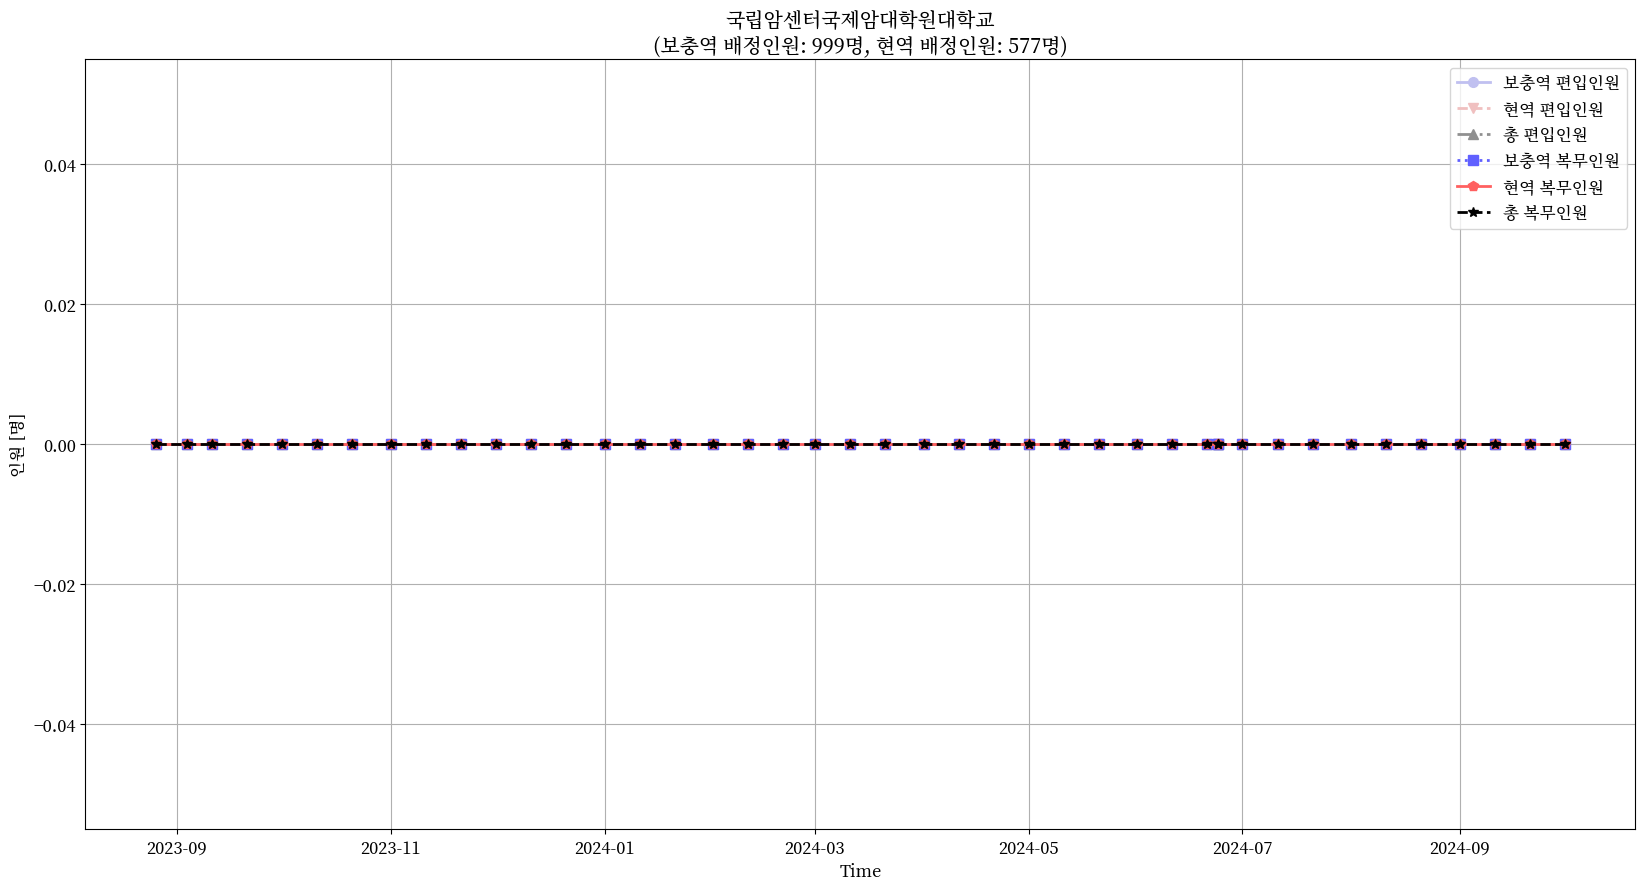 국립암센터국제암대학원대학교
(보충역 배정인원: 999명, 현역 배정인원: 577명)
보충역 편입인원
현역 편입인원
총 편입인원
보충역 복무인원
현역 복무인원
총 복무인원
인원 [명]
0.04
0.02
0.00
−0.02
−0.04
2023-09
2023-11
2024-01
2024-03
2024-05
2024-07
2024-09
Time